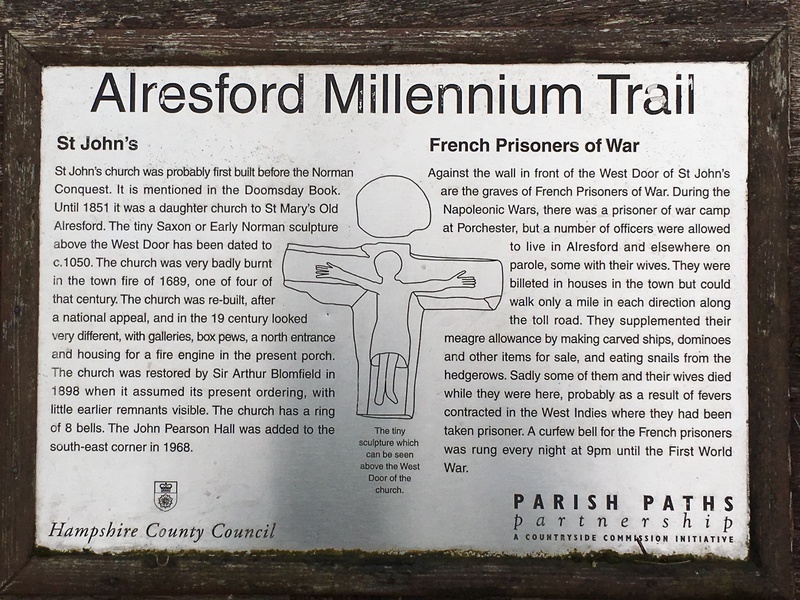 Alresford Millennium Trail
St John's
St John's church was probably first built before the Norman
Conquest. It is mentioned in the Doomsday Book.
Until 1851 it was a daughter church to St Mary's Old
Alresford. The tiny Saxon or Early Norman sculpture
above the West Door has been dated to
c.1050. The church was very badly burnt
in the town fire of 1689, one of four of
that century. The church was re-built, after
a national appeal, and in the 19 century looked
very different, with galleries, box pews, a north entrance
and housing for a fire engine in the present porch.
The church was restored by Sir Arthur Blomfield in
1898 when it assumed its present ordering, with
little earlier remnants visible. The church has a ring
of 8 bells. The John Pearson Hall was added to the
south-east corner in 1968.
The tiny
sculpture which
can be seen
above the West
Door of the
church.
French Prisoners of War
Against the wall in front of the West Door of St John's
are the graves of French Prisoners of War. During the
Napoleonic Wars, there was a prisoner of war camp
at Porchester, but a number of officers were allowed
to live in Alresford and elsewhere on
parole, some with their wives. They were
billeted in houses in the town but could
walk only a mile in each direction along
the toll road. They supplemented their
meagre allowance by making carved ships, dominoes
and other items for sale, and eating snails from the
hedgerows. Sadly some of them and their wives died
while they were here, probably as a result of fevers
contracted in the West Indies where they had been
taken prisoner. A curfew bell for the French prisoners
was rung every night at 9pm until the First World
War.
Hampshire County Council
PARISH PATHS
partnership
A COUNTRYSIDE COMMISSION INITIATIVE